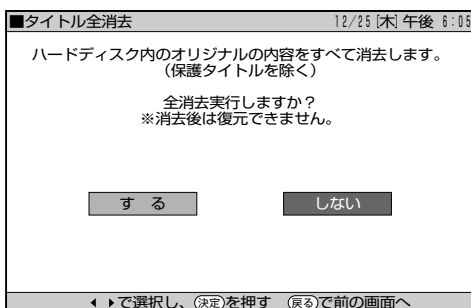 ■タイトル全消去 12/25[木]午後 6:05
ハードディスク内のオリジナルの内容をすべて消去します。
(保護タイトルを除く)
全消去実行しますか?
※消去後は復元できません。
す る しない
◀ ▶で選択し、決定を押す 戻るで前の画面へ